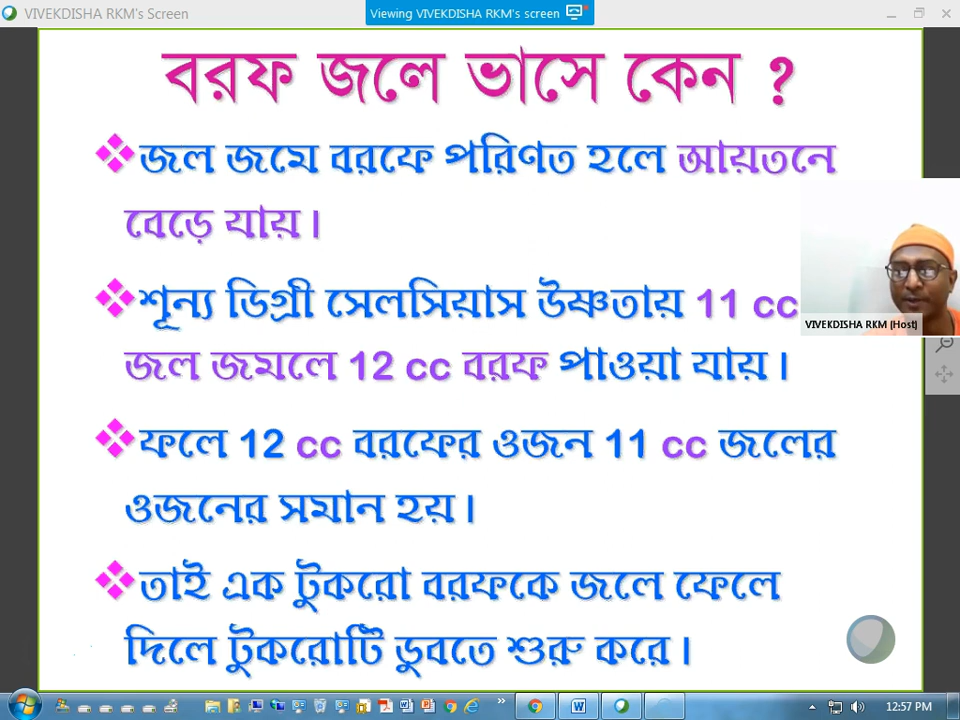 VIVEKDISHA RKM's Screen
Viewing VIVEKDISHA RKM's screen
বরফ জলে ভাসে কেন ?
জল জমে বরফে পরিণত হলে আয়তনে
বেড়ে যায়।
শূন্য ডিগ্রী সেলসিয়াস উষ্ণতায় 11 cc
জল জমলে 12 cc বরফ পাওয়া যায়।
ফলে 12 cc বরফের ওজন 11 cc জলের
ওজনের সমান হয়।
তাই এক টুকরো বরফকে জলে ফেলে
দিলে টুকরোটি ডুবতে শুরু করে।
VIVEKDISHA RKM (Host)
12:57 PM